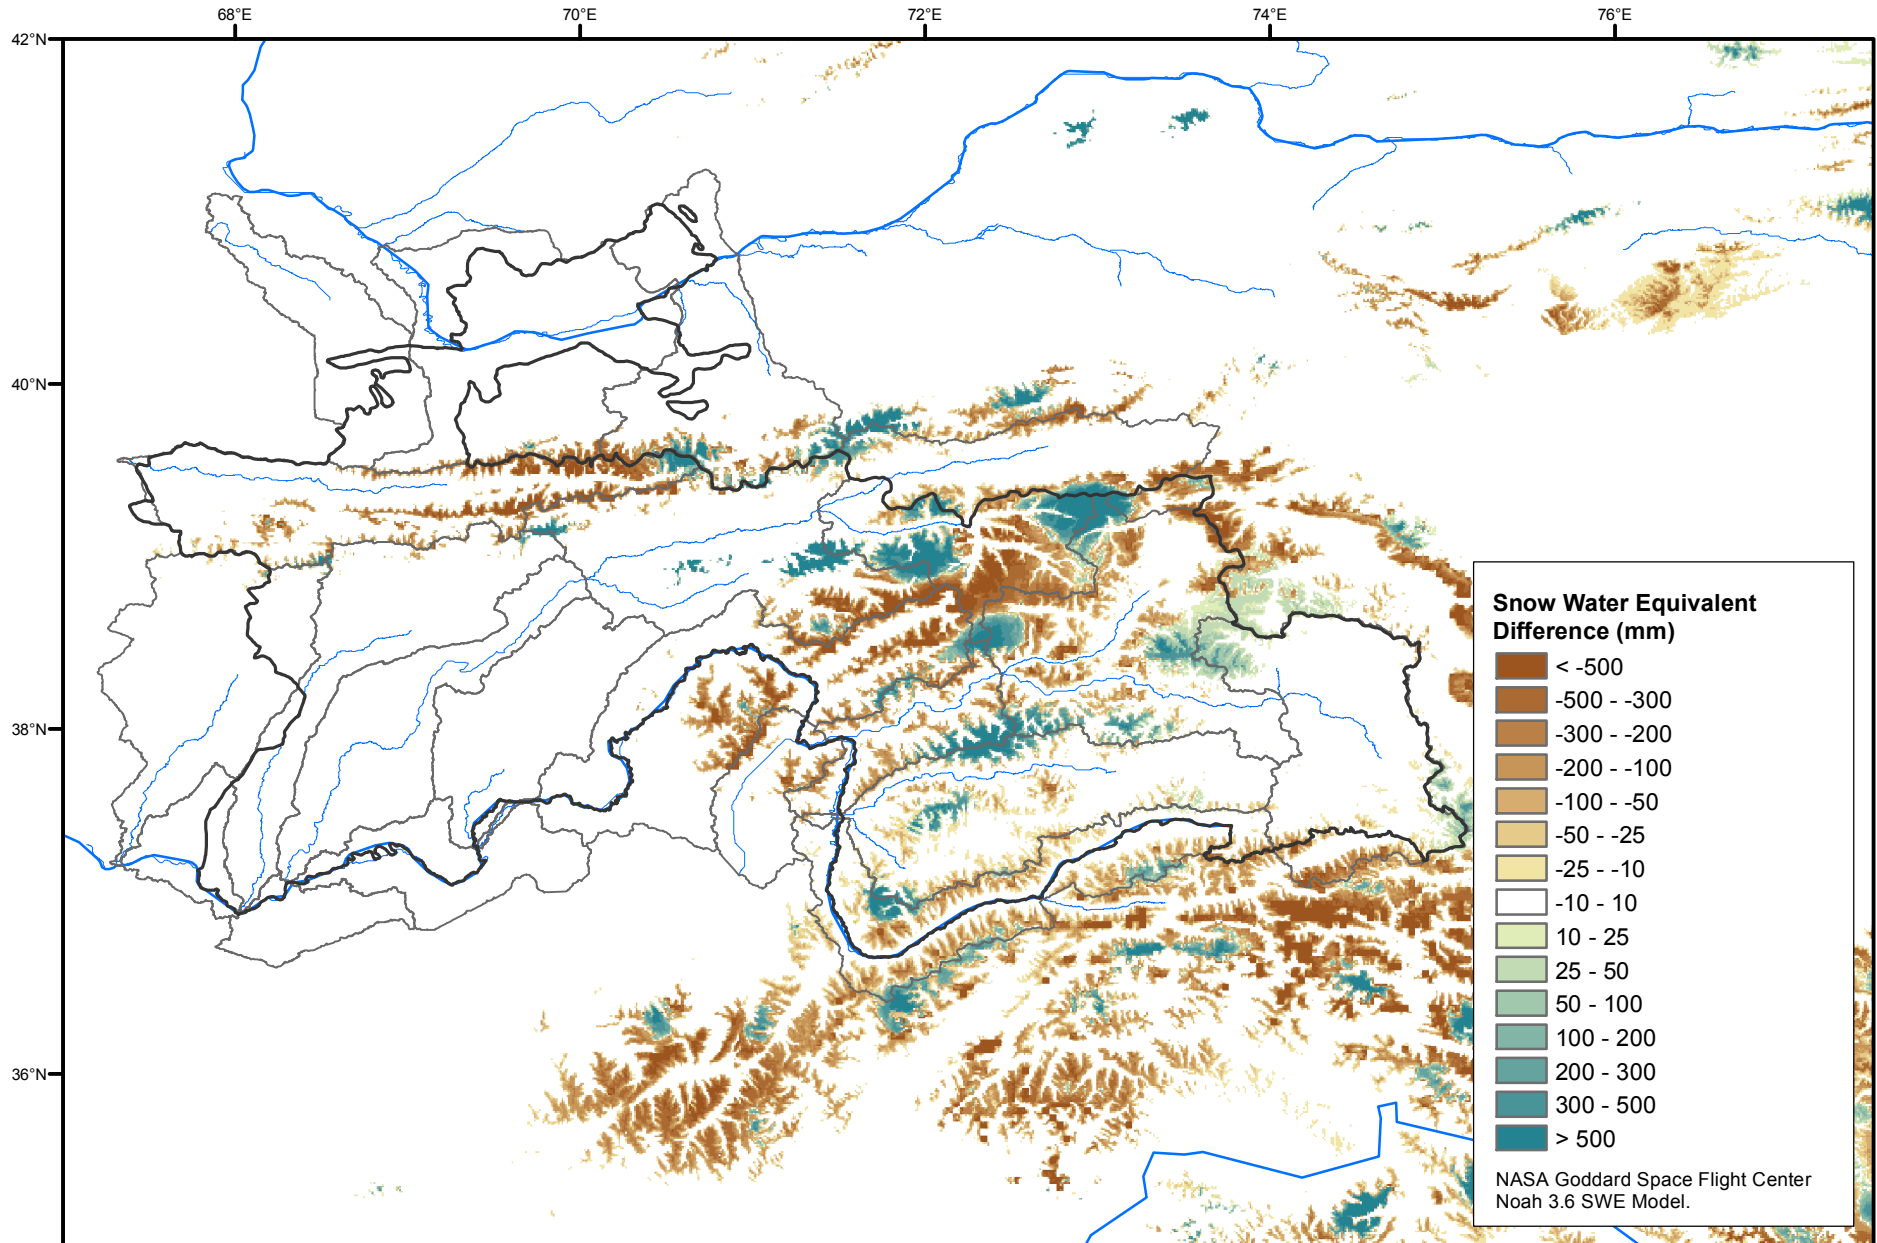 68°E 70°E 72°E 74°E 76°E
42°N
40°N
38°N
36°N
Snow Water Equivalent
Difference (mm)
< -500
-500 - -300
-300 - -200
-200 - -100
-100 - -50
-50 - -25
-25 - -10
-10 - 10
10 - 25
25 - 50
50 - 100
100 - 200
200 - 300
300 - 500
> 500
NASA Goddard Space Flight Center
Noah 3.6 SWE Model.